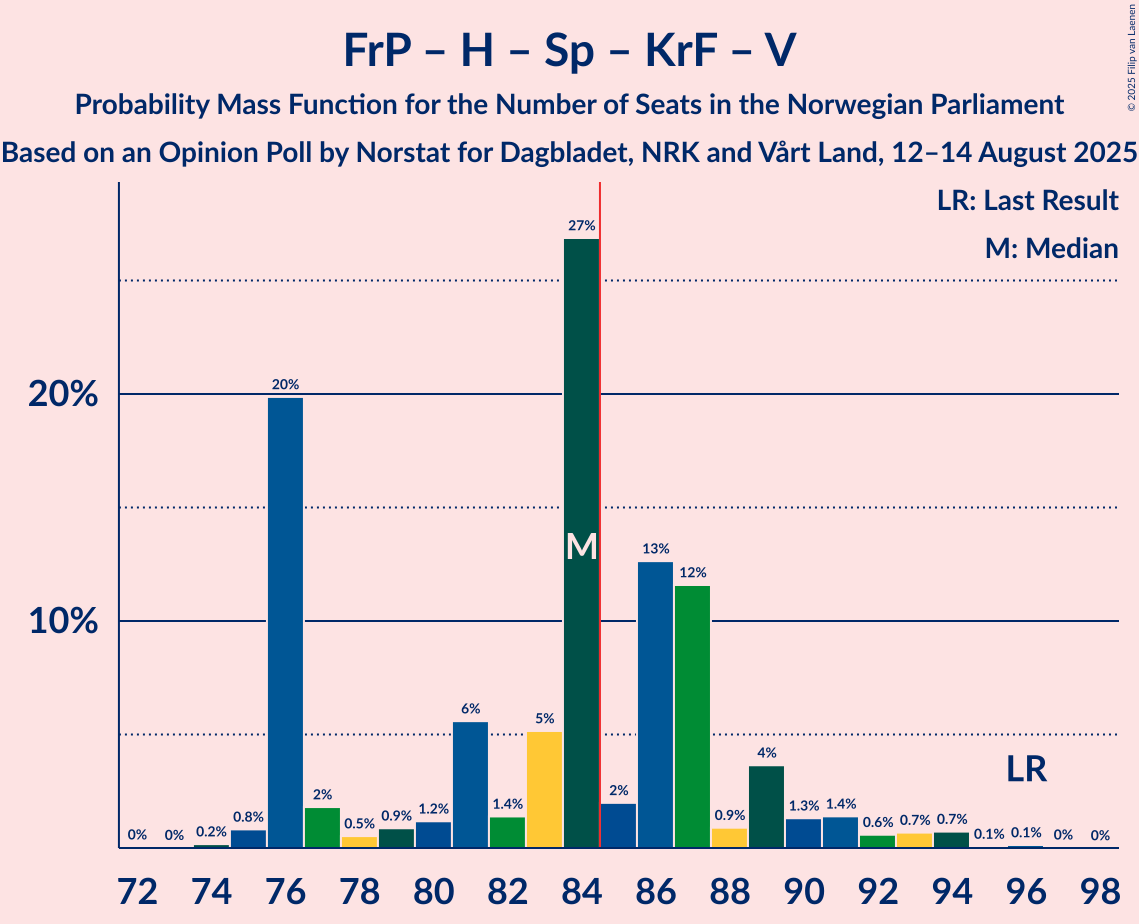 FrP – H – Sp – KrF – V
Probability Mass Function for the Number of Seats in the Norwegian Parliament
Based on an Opinion Poll by Norstat for Dagbladet, NRK and Vårt Land, 12–14 August 2025
© 2025 Filip van Laenen
LR: Last Result
M: Median
20%
10%
0% 0% 0.2% 0.8% 20% 2% 0.5% 0.9% 1.2% 6% 1.4% 5% 27% 2% 13% 12% 0.9% 4% 1.3% 1.4% 0.6% 0.7% 0.7% 0.1% 0.1% 0% 0%
M
LR
72 74 76 78 80 82 84 86 88 90 92 94 96 98